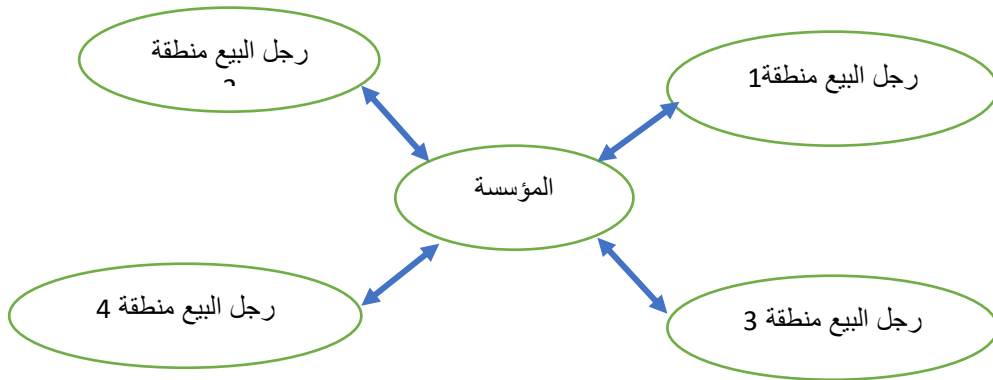 رجل البيع منطقة1
رجل البيع منطقة
المؤسسة
رجل البيع منطقة 3
رجل البيع منطقة 4